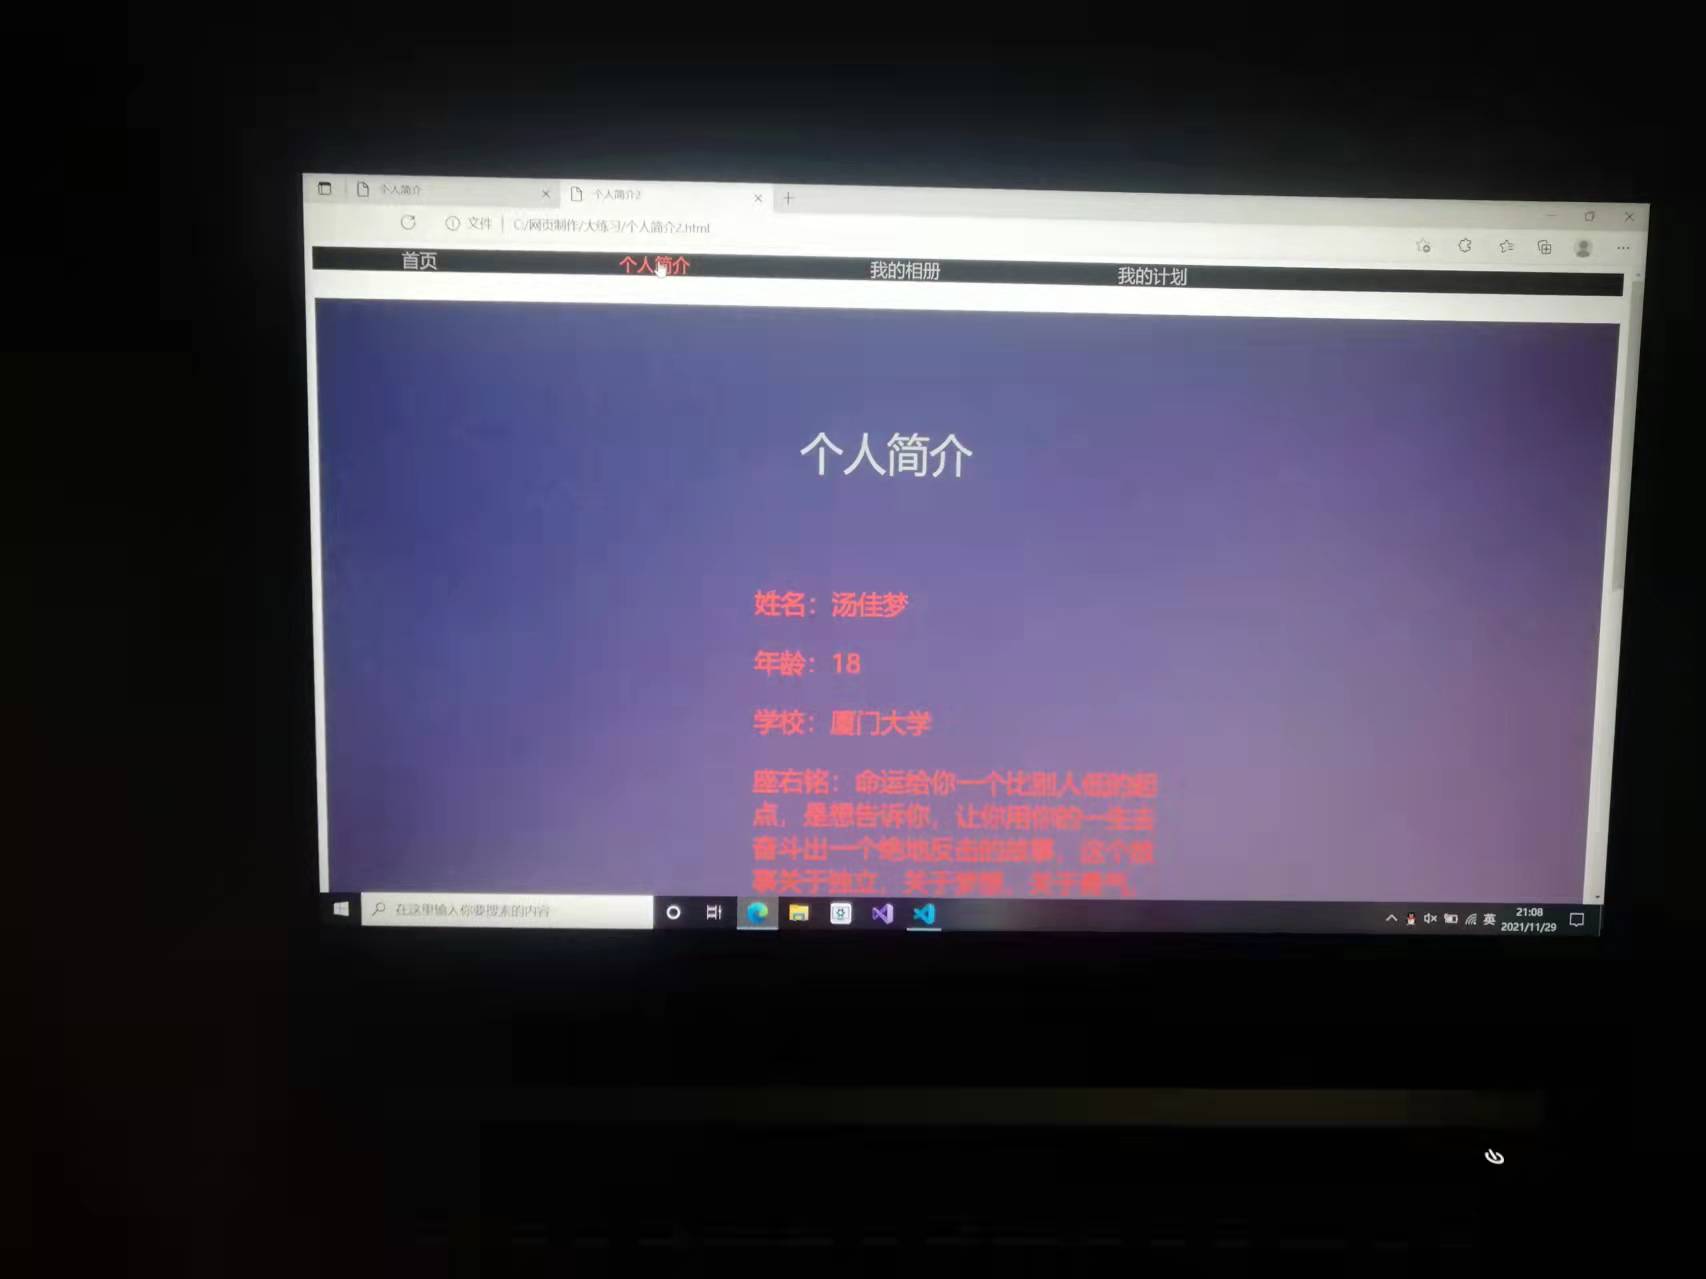 个人简介
个人简介2
文件 C:/网页制作/大练习/个人简介2.html
首页 个人简介 我的相册 我的计划
个人简介
姓名：汤佳梦
年龄：18
学校：厦门大学
座右铭：命运给你一个比别人低的起
点，是想告诉你，让你用你的一生去
奋斗出一个绝地反击的故事，这个故
事关于独立，关于梦想，关于勇气，
在这里输入你要搜索的内容
英
21:08
2021/11/29